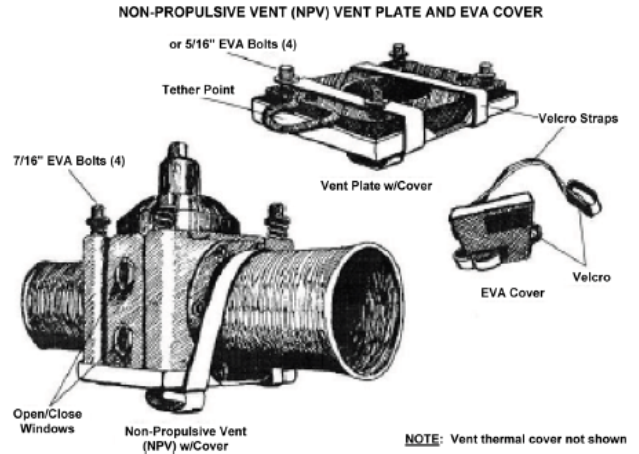 NON-PROPULSIVE VENT (NPV) VENT PLATE AND EVA COVER
or 5/16" EVA Bolts (4)
Tether Point
Velcro Straps
7/16" EVA Bolts (4)
Vent Plate w/Cover
Velcro
EVA Cover
Open/Close
Windows
Non-Propulsive Vent
(NPV) w/Cover
NOTE: Vent thermal cover not shown